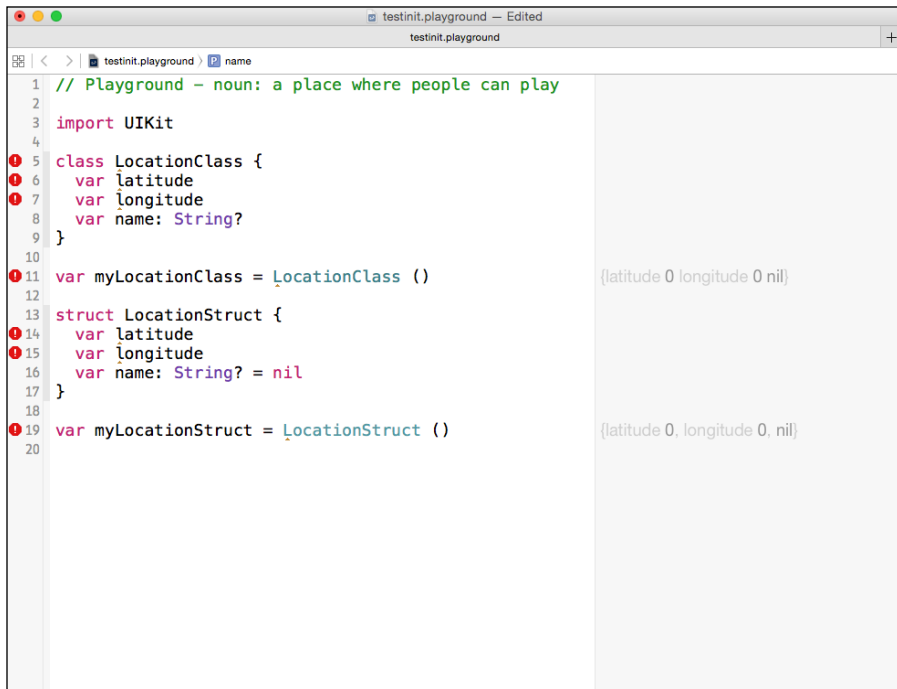 testinit.playground — Edited
testinit.playground
testinit.playground 〉 P name
1 // Playground – noun: a place where people can play
2
3 import UIKit
4
5 class LocationClass {
6   var latitude
7   var longitude
8   var name: String?
9 }
10
11 var myLocationClass = LocationClass () {latitude 0 longitude 0 nil}
12
13 struct LocationStruct {
14   var latitude
15   var longitude
16   var name: String? = nil
17 }
18
19 var myLocationStruct = LocationStruct () {latitude 0, longitude 0, nil}
20